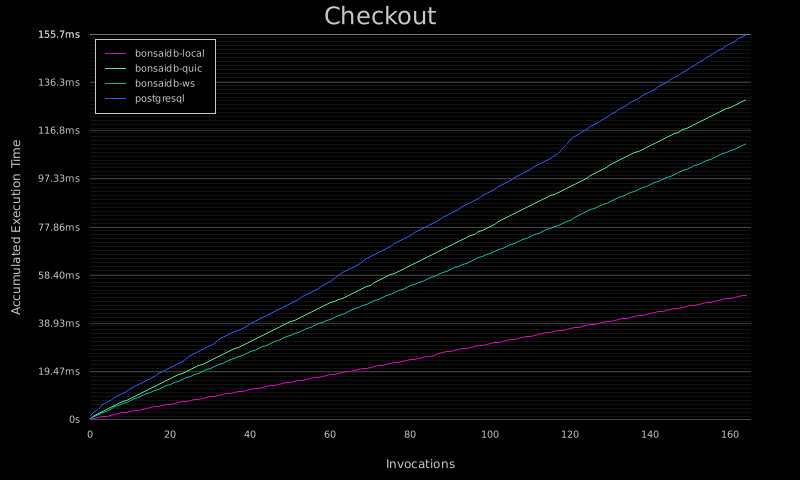 Checkout
155.7ms
bonsaidb-local
bonsaidb-quic
bonsaidb-ws
postgresql
136.3ms
116.8ms
97.33ms
77.86ms
58.40ms
38.93ms
19.47ms
0s
Accumulated Execution Time
0 20 40 60 80 100 120 140 160
Invocations